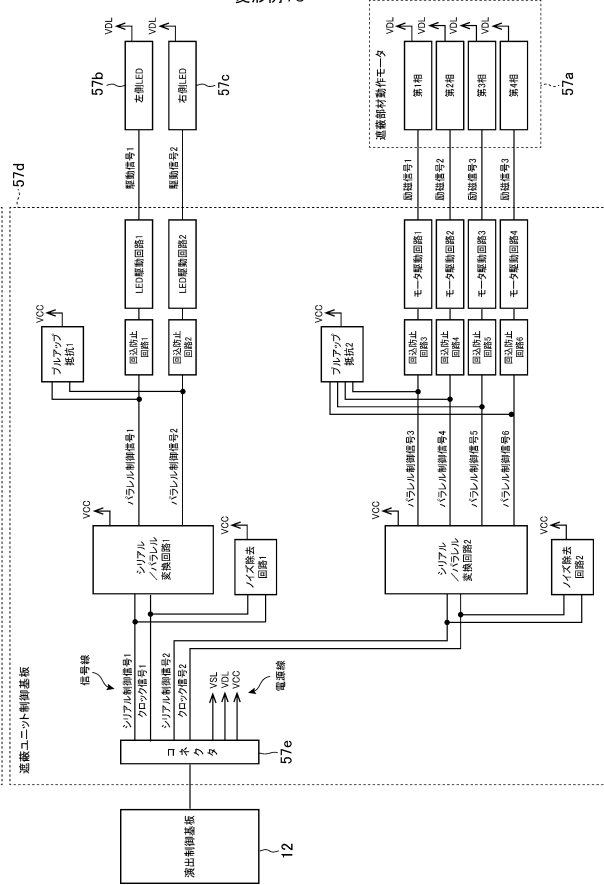 57d
遮蔽ユニット制御基板
演出制御基板
12
コネクタ
57e
信号線
シリアル制御信号1
クロック信号1
シリアル制御信号2
クロック信号2
VSL
VDL
VCC
電源線
シリアル
/パラレル
変換回路1
VCC
ノイズ除去
回路1
VCC
パラレル制御信号1
パラレル制御信号2
プルアップ
抵抗1
VCC
回込防止
回路1
回込防止
回路2
LED駆動回路1
LED駆動回路2
駆動信号1
駆動信号2
左側LED
VDL
57b
右側LED
VDL
57c
シリアル
/パラレル
変換回路2
VCC
ノイズ除去
回路2
VCC
パラレル制御信号3
パラレル制御信号4
パラレル制御信号5
パラレル制御信号6
プルアップ
抵抗2
VCC
回込防止
回路3
回込防止
回路4
回込防止
回路5
回込防止
回路6
モータ駆動回路1
モータ駆動回路2
モータ駆動回路3
モータ駆動回路4
励磁信号1
励磁信号2
励磁信号3
励磁信号3
遮蔽部材動作モータ
第1相
VDL
第2相
VDL
第3相
VDL
第4相
VDL
57a